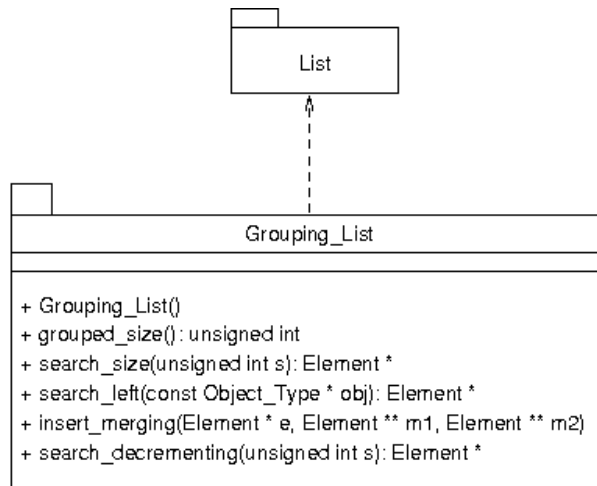 List
Grouping_List
+ Grouping_List()
+ grouped_size(): unsigned int
+ search_size(unsigned int s): Element *
+ search_left(const Object_Type * obj): Element *
+ insert_merging(Element * e, Element ** m1, Element ** m2)
+ search_decrementing(unsigned int s): Element *